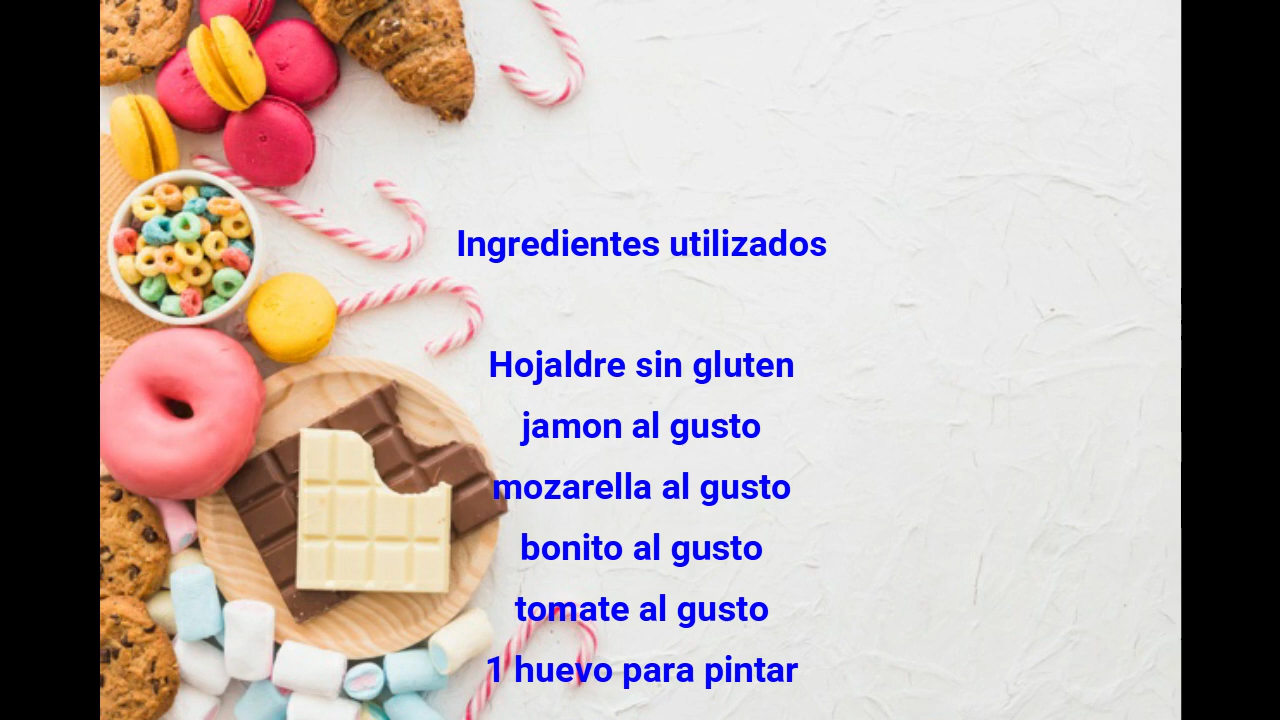 Ingredientes utilizados
Hojaldre sin gluten
jamon al gusto
mozarella al gusto
bonito al gusto
tomate al gusto
1 huevo para pintar